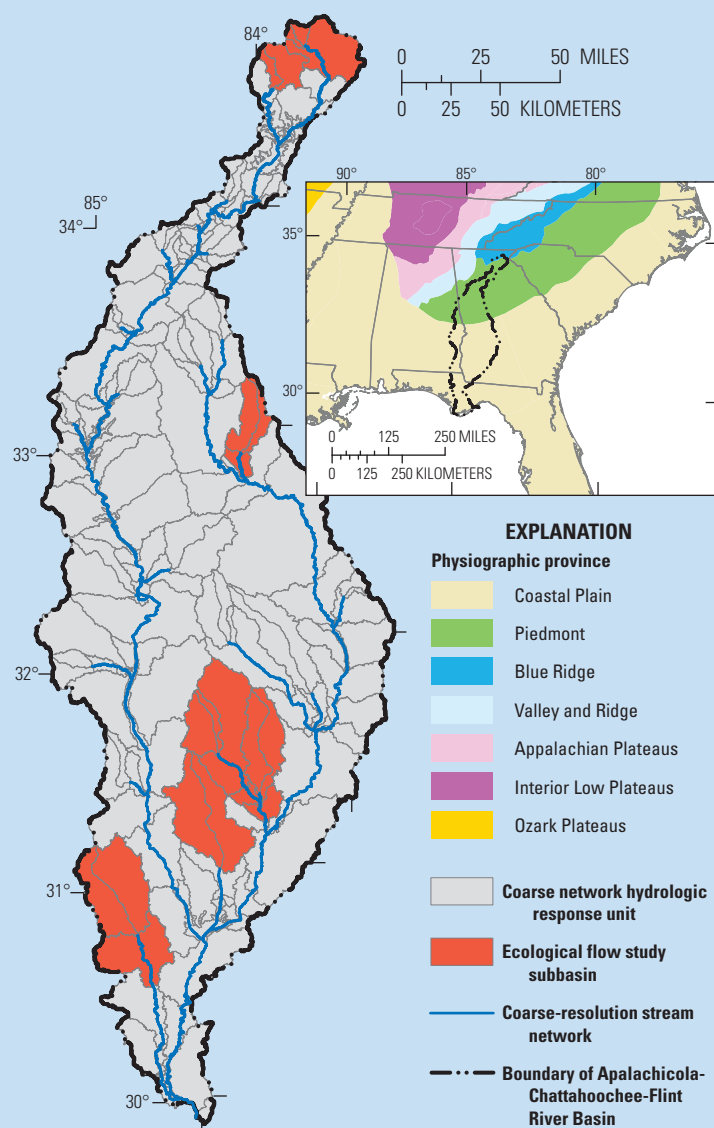 84°
0 25 50 MILES
0 25 50 KILOMETERS
85°
34°
90° 85° 80°
35°
30°
0 125 250 MILES
0 125 250 KILOMETERS
33°
32°
31°
30°
EXPLANATION
Physiographic province
Coastal Plain
Piedmont
Blue Ridge
Valley and Ridge
Appalachian Plateaus
Interior Low Plateaus
Ozark Plateaus
Coarse network hydrologic
response unit
Ecological flow study
subbasin
Coarse-resolution stream
network
Boundary of Apalachicola-
Chattahoochee-Flint
River Basin